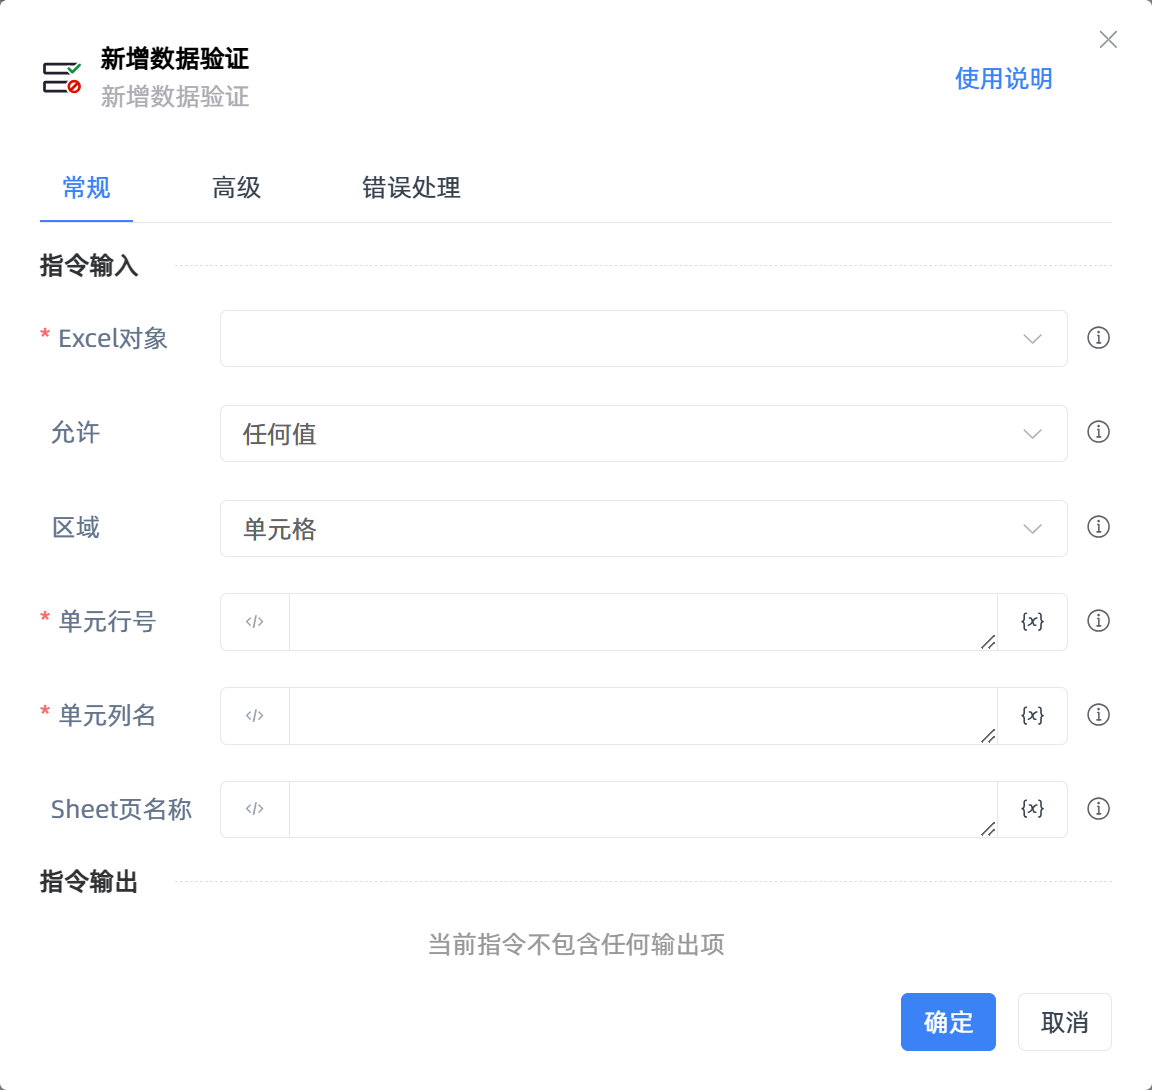 新增数据验证
新增数据验证
使用说明
常规
高级
错误处理
指令输入
* Excel对象
允许
任何值
区域
单元格
* 单元行号
</>
{x}
* 单元列名
</>
{x}
Sheet页名称
</>
{x}
指令输出
当前指令不包含任何输出项
确定
取消